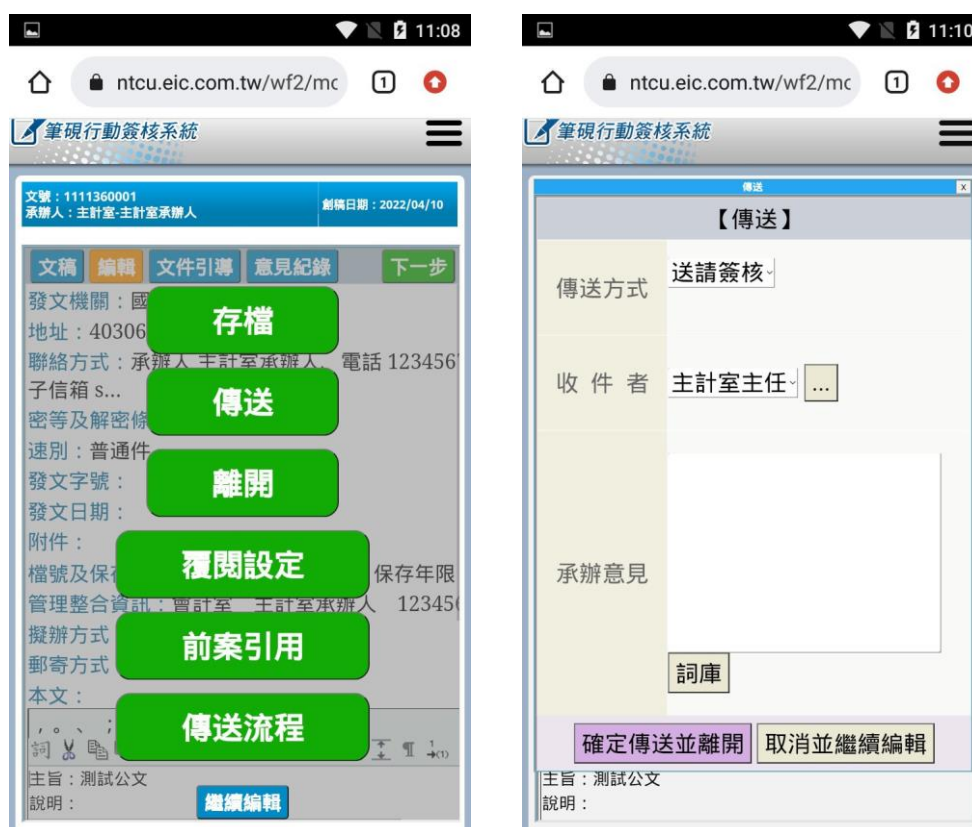 11:08
ntcu.eic.com.tw/wf2/mc
1
筆硯行動簽核系統
文號：1111360001
承辦人：主計室-主計室承辦人
創稿日期：2022/04/10
文稿
編輯
文件引導
意見紀錄
下一步
發文機關：國
存檔
地址：40306
聯絡方式：承辦人 主計室承辦人、電話 123456
子信箱 s...
傳送
密等及解密條
速別：普通件
發文字號：
離開
發文日期：
附件：
檔號及保存
覆閱設定
保存年限
管理整合資訊：會計室 主計室承辦人 12345
擬辦方式
前案引用
郵寄方式
本文：
，。、；
傳送流程
詞
主旨：測試公文
說明：
繼續編輯
11:10
ntcu.eic.com.tw/wf2/mc
1
筆硯行動簽核系統
傳送
x
【傳送】
傳送方式
送請簽核
收件者
主計室主任
...
承辦意見
詞庫
確定傳送並離開
取消並繼續編輯
主旨：測試公文
說明：